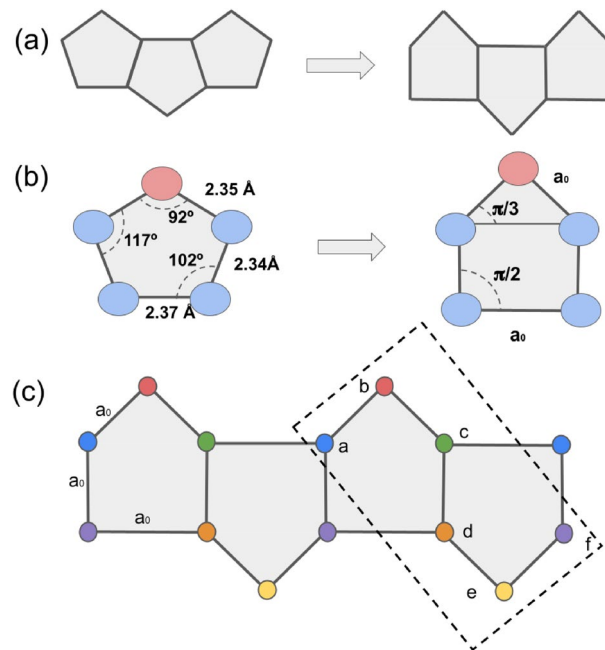 (a)
(b)
2.35 Å
92º
117º
102º
2.34Å
2.37 Å
a₀
π/3
π/2
a₀
(c)
b
a₀
a
c
a₀
a₀
d
f
e